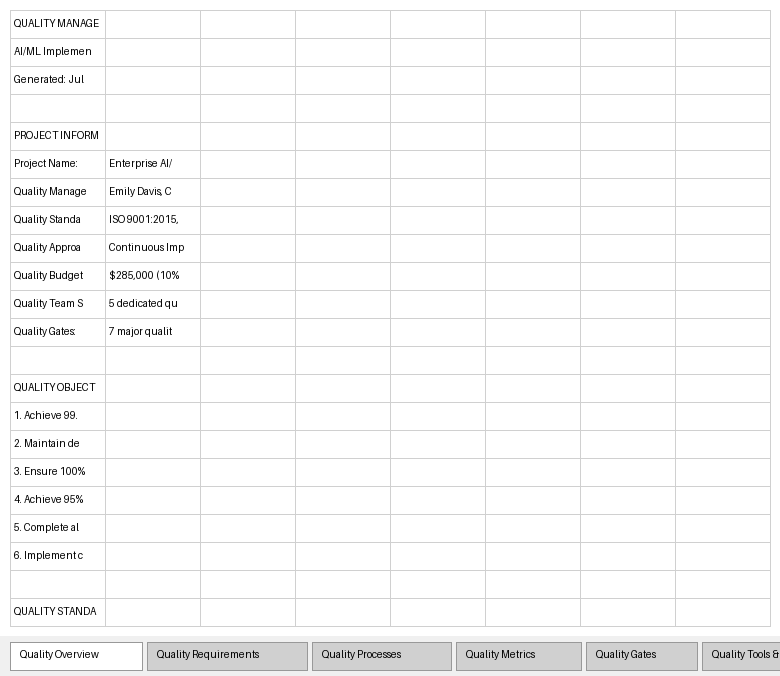 QUALITY MANAGE
AI/ML Implemen
Generated: Jul
PROJECT INFORM
Project Name: Enterprise AI/
Quality Manage Emily Davis, C
Quality Standa ISO 9001:2015,
Quality Approa Continuous Imp
Quality Budget $285,000 (10%
Quality Team S 5 dedicated qu
Quality Gates: 7 major qualit
QUALITY OBJECT
1. Achieve 99.
2. Maintain de
3. Ensure 100%
4. Achieve 95%
5. Complete al
6. Implement c
QUALITY STANDA
Quality Overview Quality Requirements Quality Processes Quality Metrics Quality Gates Quality Tools &